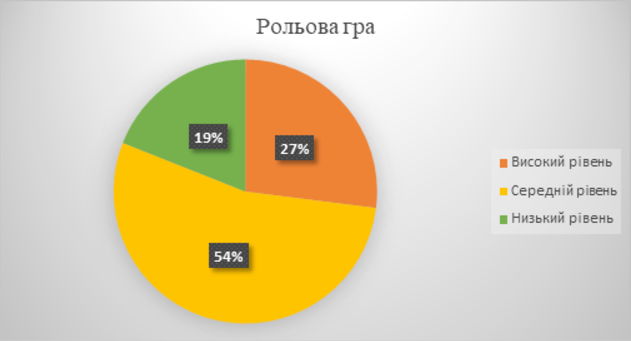 Рольова гра
19%
27%
54%
Високий рівень
Середній рівень
Низький рівень